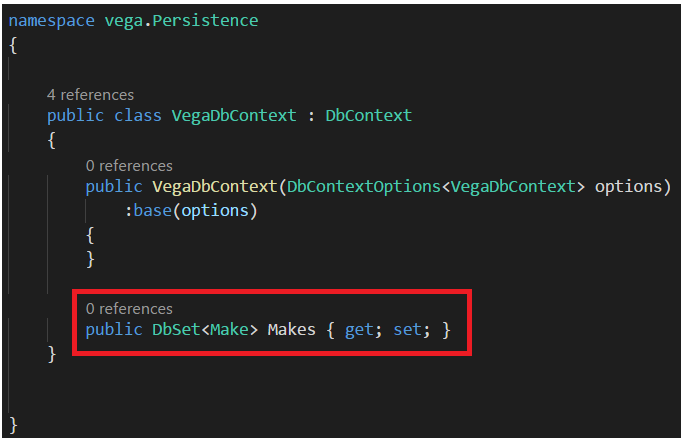 namespace vega.Persistence
{
4 references
public class VegaDbContext : DbContext
{
0 references
public VegaDbContext(DbContextOptions<VegaDbContext> options)
:base(options)
{
}
0 references
public DbSet<Make> Makes { get; set; }
}
}